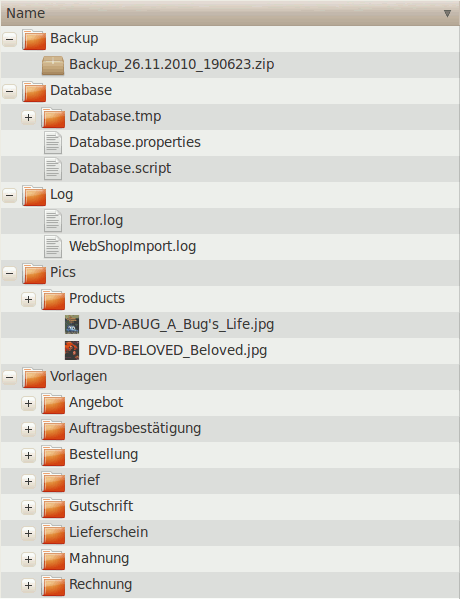 Name
Backup
Backup_26.11.2010_190623.zip
Database
Database.tmp
Database.properties
Database.script
Log
Error.log
WebShopImport.log
Pics
Products
DVD-ABUG_A_Bug's_Life.jpg
DVD-BELOVED_Beloved.jpg
Vorlagen
Angebot
Auftragsbestätigung
Bestellung
Brief
Gutschrift
Lieferschein
Mahnung
Rechnung